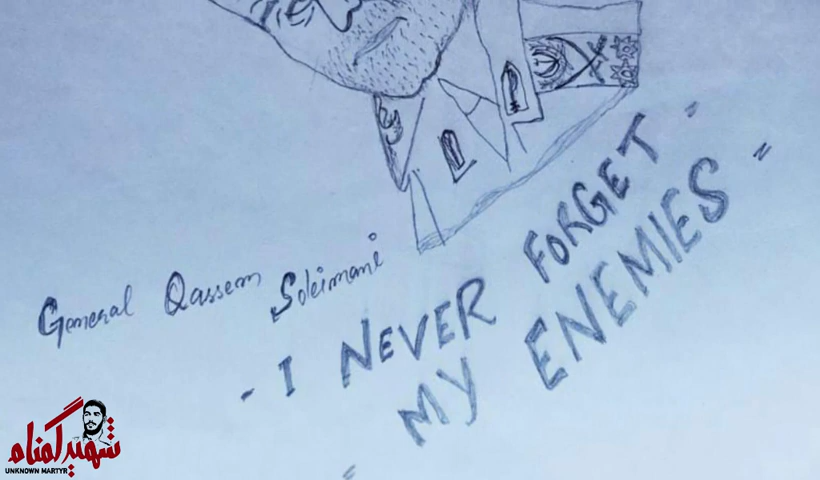 General Qassem Soleimani
- I NEVER FORGET -
= MY ENEMIES =
شهید گمنام
UNKNOWN MARTYR